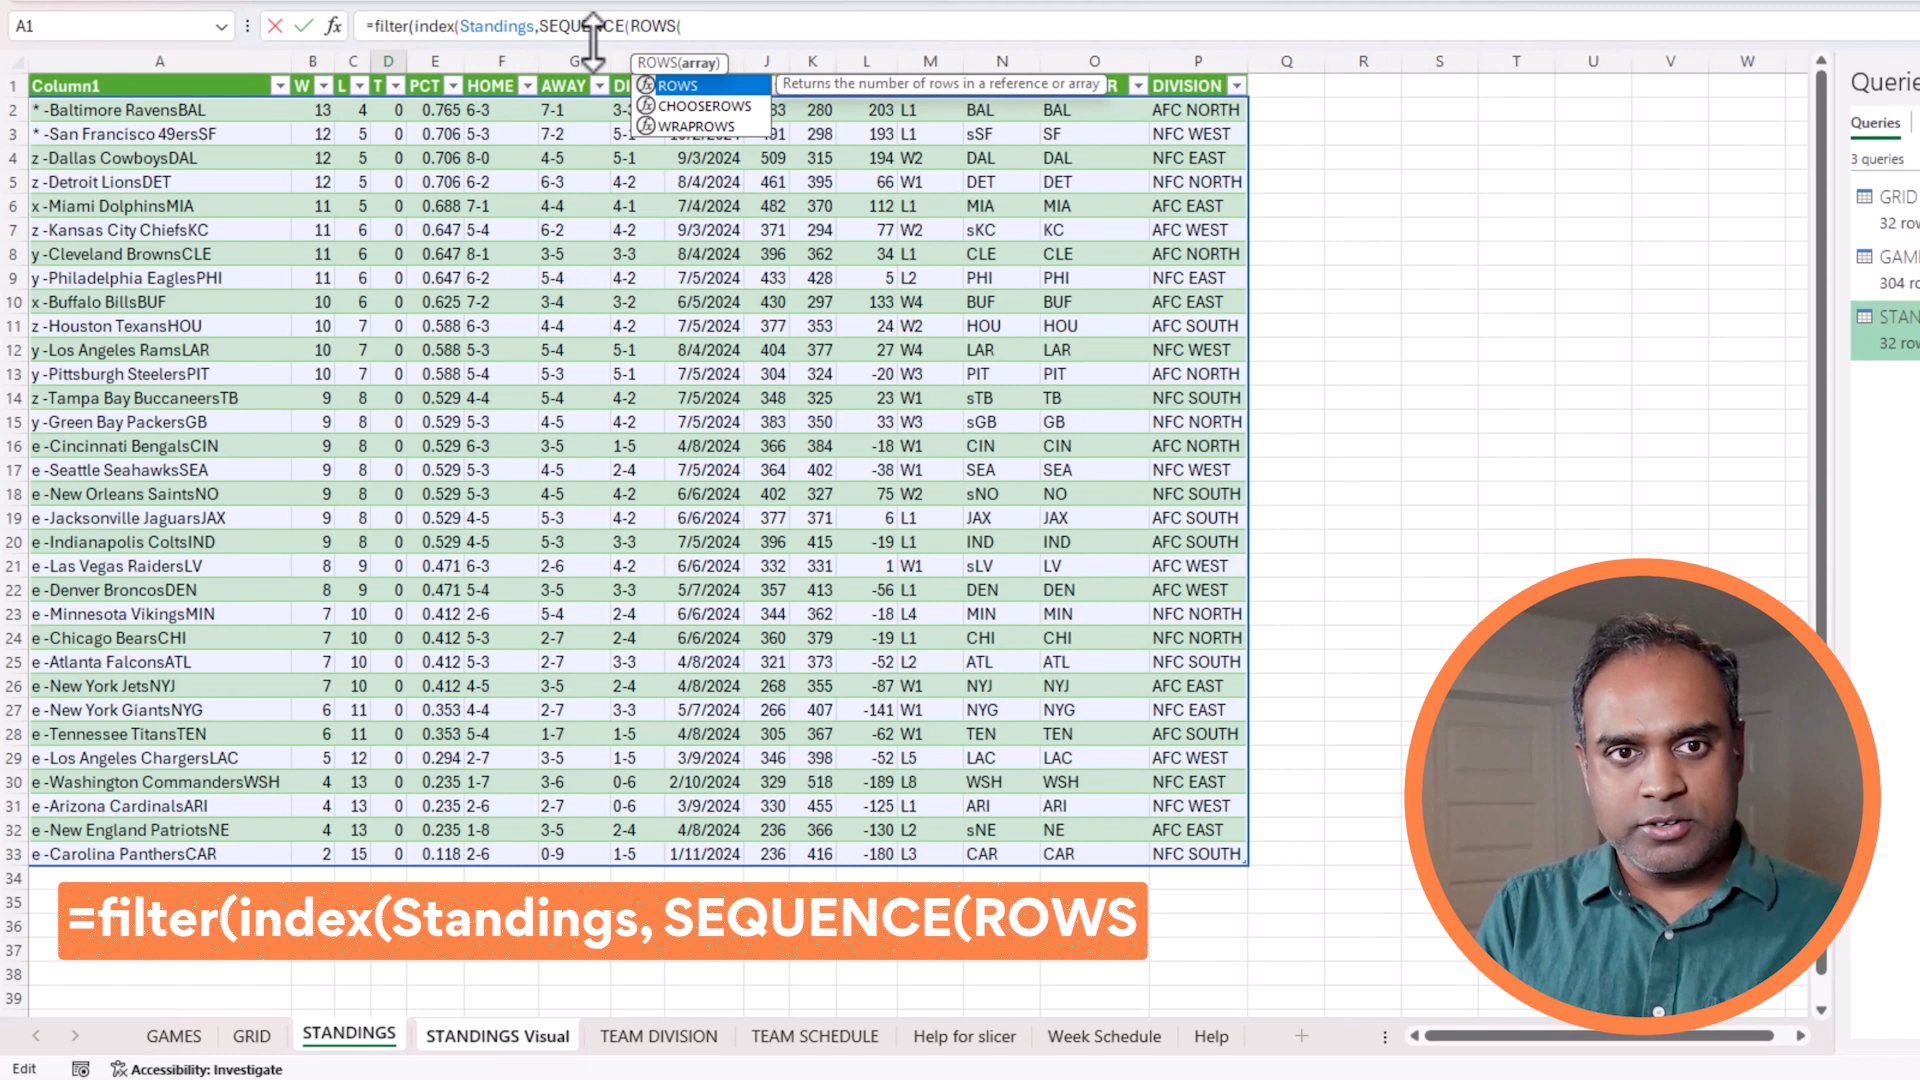 A1
fx
=filter(index(Standings,SEQUENCE(ROWS(
ROWS(array)
ROWS
Returns the number of rows in a reference or array
CHOOSEROWS
WRAPROWS
A B C D E F G J K L M N O P Q R S T U V W
1 Column1 W L T PCT HOME AWAY DI R DIVISION
2 * -Baltimore RavensBAL 13 4 0 0.765 6-3 7-1 3-3 83 280 203 L1 BAL BAL AFC NORTH
3 * -San Francisco 49ersSF 12 5 0 0.706 5-3 7-2 5-1 91 298 193 L1 sSF SF NFC WEST
4 z -Dallas CowboysDAL 12 5 0 0.706 8-0 4-5 5-1 9/3/2024 509 315 194 W2 DAL DAL NFC EAST
5 z -Detroit LionsDET 12 5 0 0.706 6-2 6-3 4-2 8/4/2024 461 395 66 W1 DET DET NFC NORTH
6 x -Miami DolphinsMIA 11 5 0 0.688 7-1 4-4 4-1 7/4/2024 482 370 112 L1 MIA MIA AFC EAST
7 z -Kansas City ChiefsKC 11 6 0 0.647 5-4 6-2 4-2 9/3/2024 371 294 77 W2 sKC KC AFC WEST
8 y -Cleveland BrownsCLE 11 6 0 0.647 8-1 3-5 3-3 8/4/2024 396 362 34 L1 CLE CLE AFC NORTH
9 y -Philadelphia EaglesPHI 11 6 0 0.647 6-2 5-4 4-2 7/5/2024 433 428 5 L2 PHI PHI NFC EAST
10 x -Buffalo BillsBUF 10 6 0 0.625 7-2 3-4 3-2 6/5/2024 430 297 133 W4 BUF BUF AFC EAST
11 z -Houston TexansHOU 10 7 0 0.588 6-3 4-4 4-2 7/5/2024 377 353 24 W2 HOU HOU AFC SOUTH
12 y -Los Angeles RamsLAR 10 7 0 0.588 5-3 5-4 5-1 8/4/2024 404 377 27 W4 LAR LAR NFC WEST
13 y -Pittsburgh SteelersPIT 10 7 0 0.588 5-4 5-3 5-1 7/5/2024 304 324 -20 W3 PIT PIT AFC NORTH
14 z -Tampa Bay BuccaneersTB 9 8 0 0.529 4-4 5-4 4-2 7/5/2024 348 325 23 W1 sTB TB NFC SOUTH
15 y -Green Bay PackersGB 9 8 0 0.529 5-3 4-5 4-2 7/5/2024 383 350 33 W3 sGB GB NFC NORTH
16 e -Cincinnati BengalsCIN 9 8 0 0.529 6-3 3-5 1-5 4/8/2024 366 384 -18 W1 CIN CIN AFC NORTH
17 e -Seattle SeahawksSEA 9 8 0 0.529 5-3 4-5 2-4 7/5/2024 364 402 -38 W1 SEA SEA NFC WEST
18 e -New Orleans SaintsNO 9 8 0 0.529 5-3 4-5 4-2 6/6/2024 402 327 75 W2 sNO NO NFC SOUTH
19 e -Jacksonville JaguarsJAX 9 8 0 0.529 4-5 5-3 4-2 6/6/2024 377 371 6 L1 JAX JAX AFC SOUTH
20 e -Indianapolis ColtsIND 9 8 0 0.529 4-5 5-3 3-3 7/5/2024 396 415 -19 L1 IND IND AFC SOUTH
21 e -Las Vegas RaidersLV 8 9 0 0.471 6-3 2-6 4-2 6/6/2024 332 331 1 W1 sLV LV AFC WEST
22 e -Denver BroncosDEN 8 9 0 0.471 5-4 3-5 3-3 5/7/2024 357 413 -56 L1 DEN DEN AFC WEST
23 e -Minnesota VikingsMIN 7 10 0 0.412 2-6 5-4 2-4 6/6/2024 344 362 -18 L4 MIN MIN NFC NORTH
24 e -Chicago BearsCHI 7 10 0 0.412 5-3 2-7 2-4 6/6/2024 360 379 -19 L1 CHI CHI NFC NORTH
25 e -Atlanta FalconsATL 7 10 0 0.412 5-3 2-7 3-3 4/8/2024 321 373 -52 L2 ATL ATL NFC SOUTH
26 e -New York JetsNYJ 7 10 0 0.412 4-5 3-5 2-4 4/8/2024 268 355 -87 W1 NYJ NYJ AFC EAST
27 e -New York GiantsNYG 6 11 0 0.353 4-4 2-7 3-3 5/7/2024 266 407 -141 W1 NYG NYG NFC EAST
28 e -Tennessee TitansTEN 6 11 0 0.353 5-4 1-7 1-5 4/8/2024 305 367 -62 W1 TEN TEN AFC SOUTH
29 e -Los Angeles ChargersLAC 5 12 0 0.294 2-7 3-5 1-5 3/9/2024 346 398 -52 L5 LAC LAC AFC WEST
30 e -Washington CommandersWSH 4 13 0 0.235 1-7 3-6 0-6 2/10/2024 329 518 -189 L8 WSH WSH NFC EAST
31 e -Arizona CardinalsARI 4 13 0 0.235 2-6 2-7 0-6 3/9/2024 330 455 -125 L1 ARI ARI NFC WEST
32 e -New England PatriotsNE 4 13 0 0.235 1-8 3-5 2-4 4/8/2024 236 366 -130 L2 sNE NE AFC EAST
33 e -Carolina PanthersCAR 2 15 0 0.118 2-6 0-9 1-5 1/11/2024 236 416 -180 L3 CAR CAR NFC SOUTH
34
35
36
37
38
39
=filter(index(Standings, SEQUENCE(ROWS
Querie
Queries
3 queries
GRID
32 row
GAM
304 ro
STAN
32 row
GAMES GRID STANDINGS STANDINGS Visual TEAM DIVISION TEAM SCHEDULE Help for slicer Week Schedule Help
Edit Accessibility: Investigate